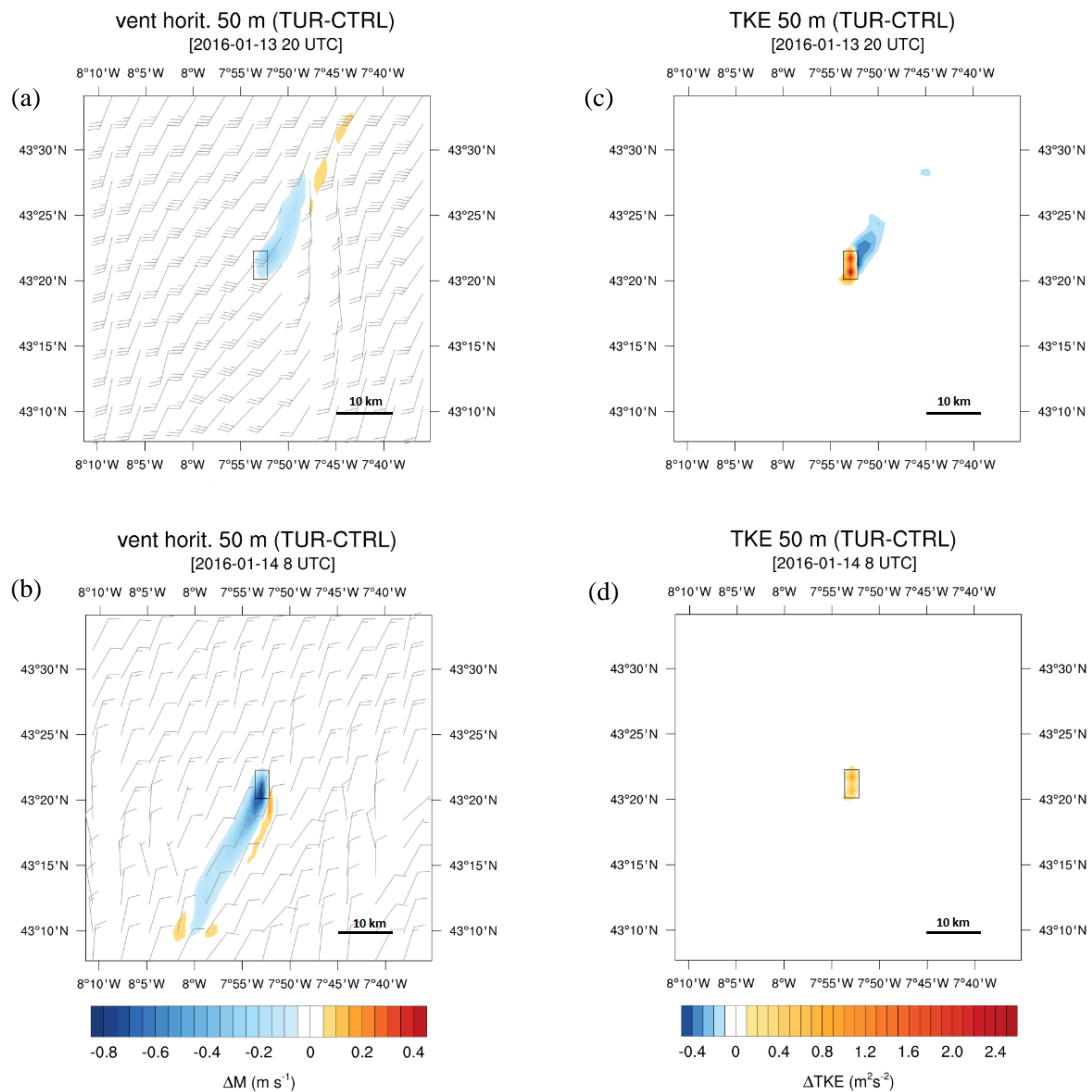 vent horit. 50 m (TUR-CTRL)
[2016-01-13 20 UTC]
8°10'W 8°5'W 8°W 7°55'W 7°50'W 7°45'W 7°40'W
(a)
43°30'N 43°30'N
43°25'N 43°25'N
43°20'N 43°20'N
43°15'N 43°15'N
43°10'N 10 km 43°10'N
8°10'W 8°5'W 8°W 7°55'W 7°50'W 7°45'W 7°40'W
TKE 50 m (TUR-CTRL)
[2016-01-13 20 UTC]
8°10'W 8°5'W 8°W 7°55'W 7°50'W 7°45'W 7°40'W
(c)
43°30'N 43°30'N
43°25'N 43°25'N
43°20'N 43°20'N
43°15'N 43°15'N
43°10'N 10 km 43°10'N
8°10'W 8°5'W 8°W 7°55'W 7°50'W 7°45'W 7°40'W
vent horit. 50 m (TUR-CTRL)
[2016-01-14 8 UTC]
8°10'W 8°5'W 8°W 7°55'W 7°50'W 7°45'W 7°40'W
(b)
43°30'N 43°30'N
43°25'N 43°25'N
43°20'N 43°20'N
43°15'N 43°15'N
43°10'N 10 km 43°10'N
8°10'W 8°5'W 8°W 7°55'W 7°50'W 7°45'W 7°40'W
-0.8 -0.6 -0.4 -0.2 0 0.2 0.4
ΔM (m s⁻¹)
TKE 50 m (TUR-CTRL)
[2016-01-14 8 UTC]
8°10'W 8°5'W 8°W 7°55'W 7°50'W 7°45'W 7°40'W
(d)
43°30'N 43°30'N
43°25'N 43°25'N
43°20'N 43°20'N
43°15'N 43°15'N
43°10'N 10 km 43°10'N
8°10'W 8°5'W 8°W 7°55'W 7°50'W 7°45'W 7°40'W
-0.4 0 0.4 0.8 1.2 1.6 2.0 2.4
ΔTKE (m²s⁻²)